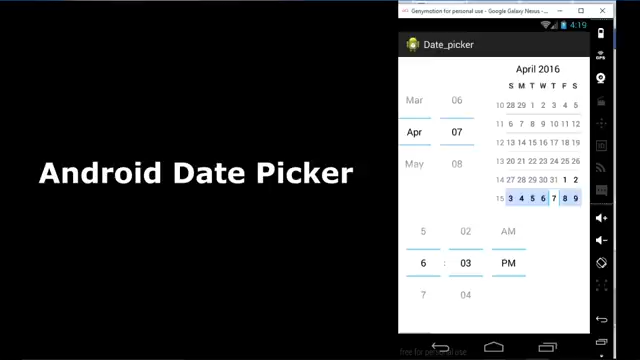 Genymotion for personal use - Google Galaxy Nexus - ...
4:19
Date_picker
April 2016
S M T W T F S
Mar 06
10 28 29 1 2 3 4 5
11 6 7 8 9 10 11 12
Apr 07
12 13 14 15 16 17 18 19
May 08
13 20 21 22 23 24 25 26
Android Date Picker
14 27 28 29 30 31 1 2
15 3 4 5 6 7 8 9
5 02 AM
6 : 03 PM
7 04
GPS
ID
free for personal use